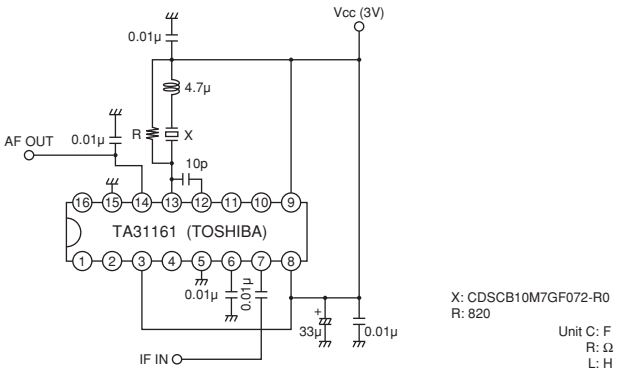 Vcc (3V)
0.01µ
4.7µ
AF OUT
0.01µ
R
X
10p
16 15 14 13 12 11 10 9
TA31161 (TOSHIBA)
1 2 3 4 5 6 7 8
0.01µ
0.01µ
+
33µ
0.01µ
IF IN
X: CDSCB10M7GF072-R0
R: 820
Unit C: F
R: Ω
L: H